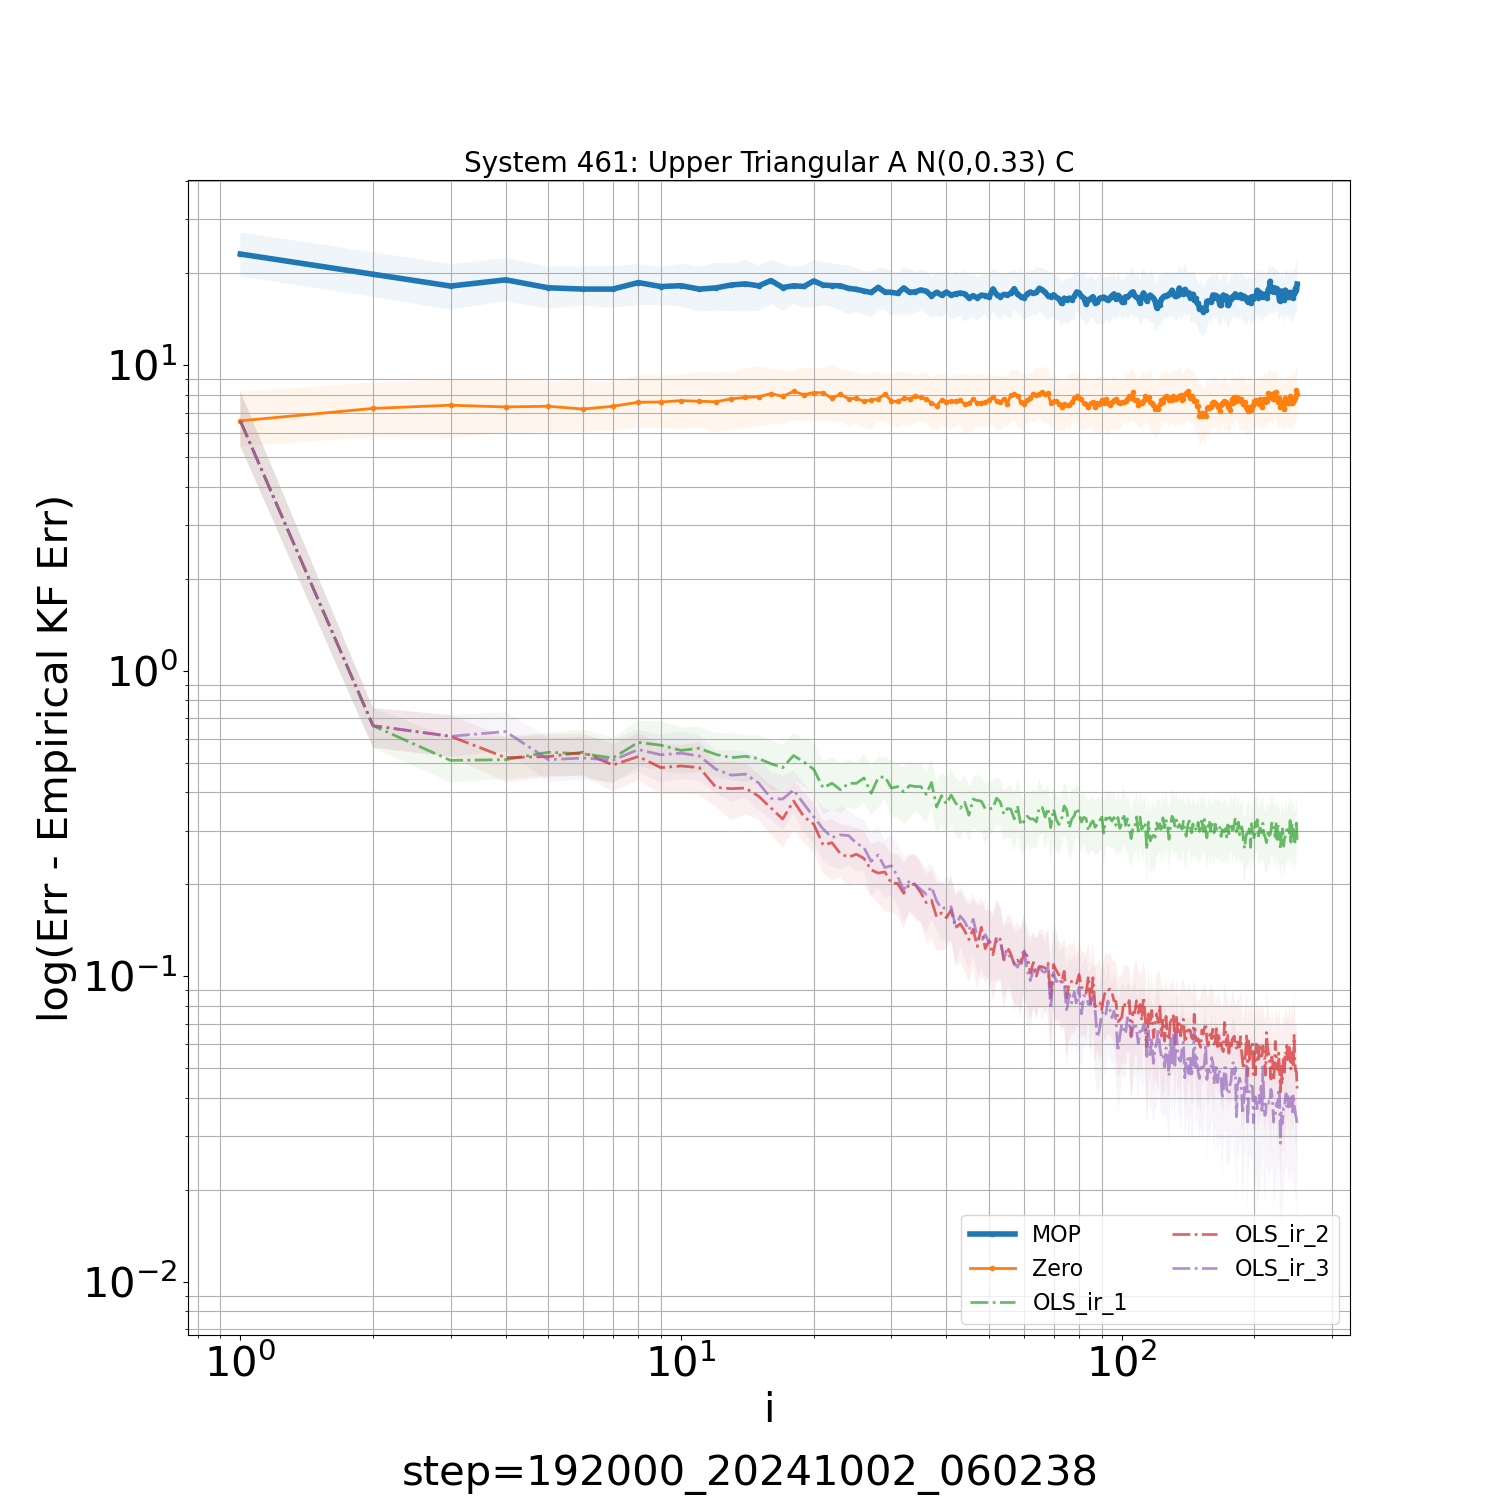 System 461: Upper Triangular A N(0,0.33) C
log(Err - Empirical KF Err)
10^1
10^0
10^-1
10^-2
10^0 10^1 10^2
i
step=192000_20241002_060238
MOP
Zero
OLS_ir_1
OLS_ir_2
OLS_ir_3